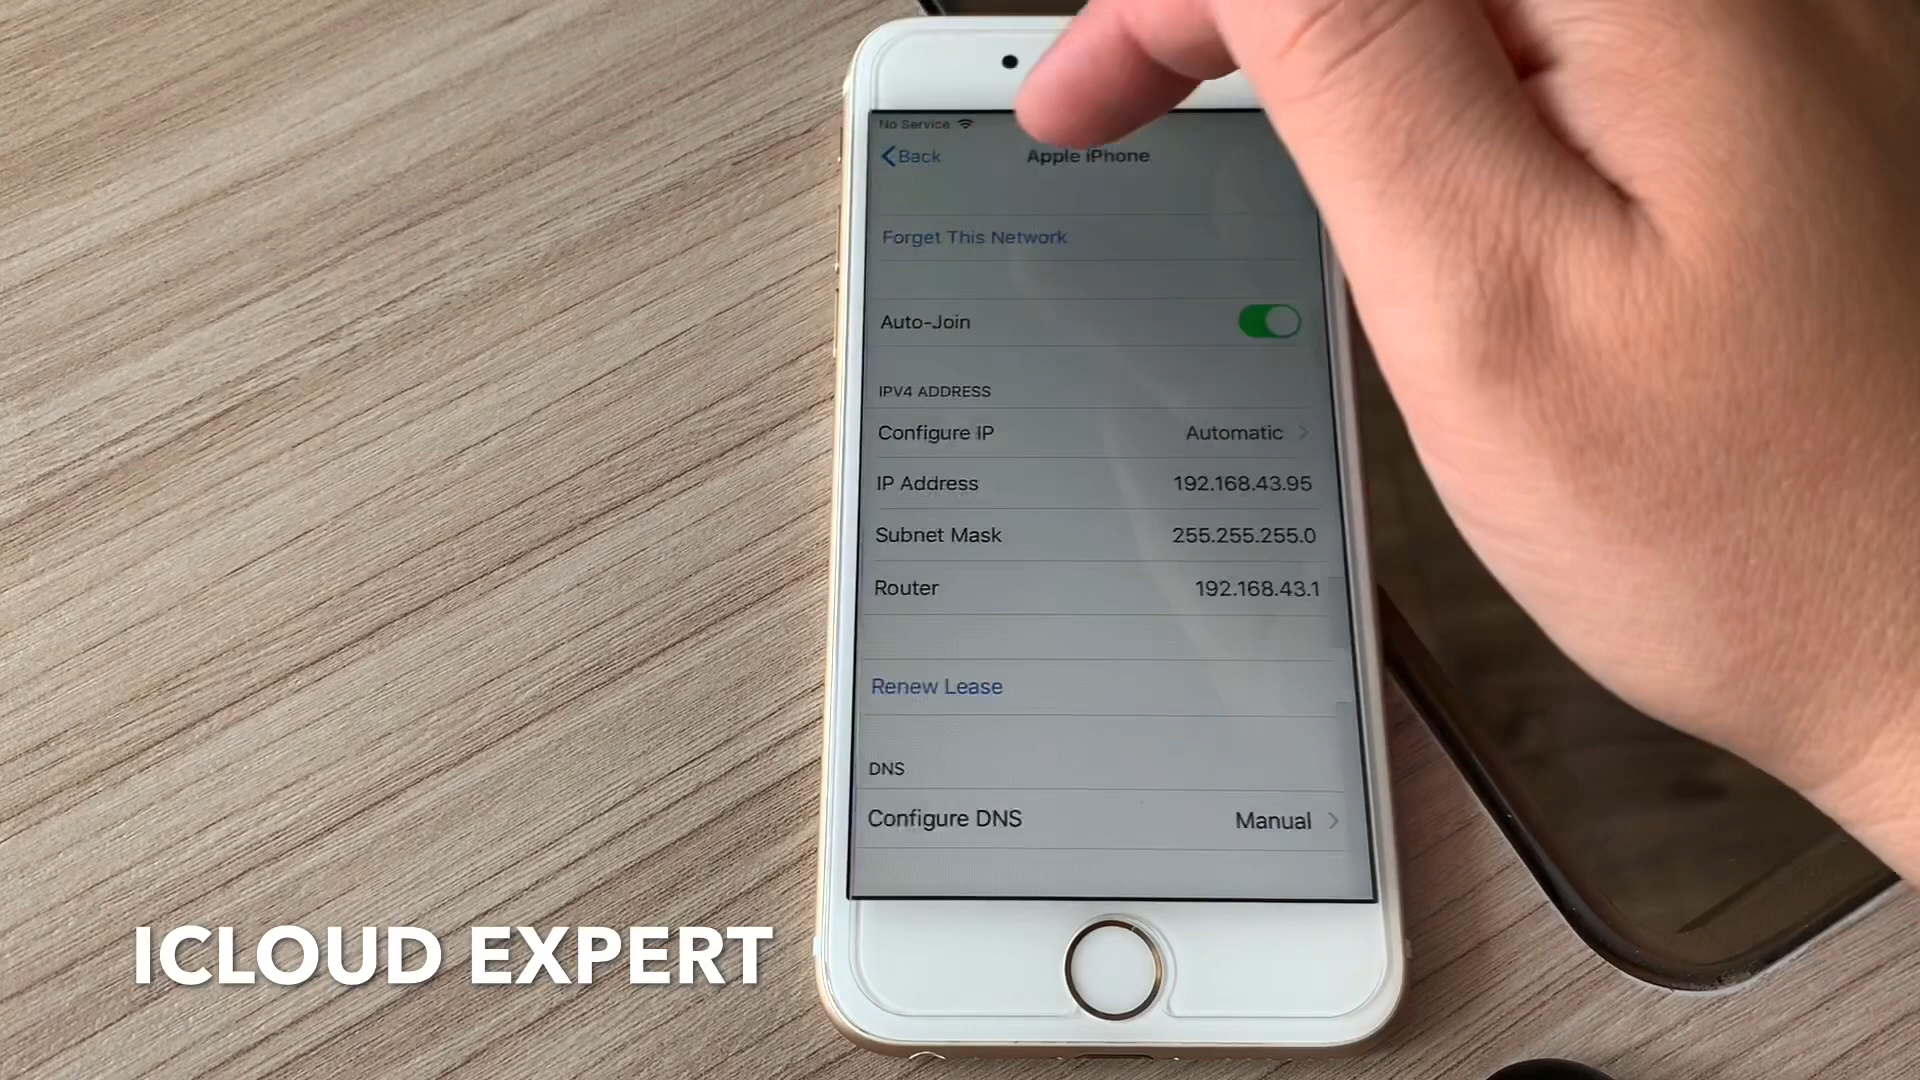 No Service
Back
Apple iPhone
Forget This Network
Auto-Join
IPV4 ADDRESS
Configure IP Automatic
IP Address 192.168.43.95
Subnet Mask 255.255.255.0
Router 192.168.43.1
Renew Lease
DNS
Configure DNS Manual
ICLOUD EXPERT